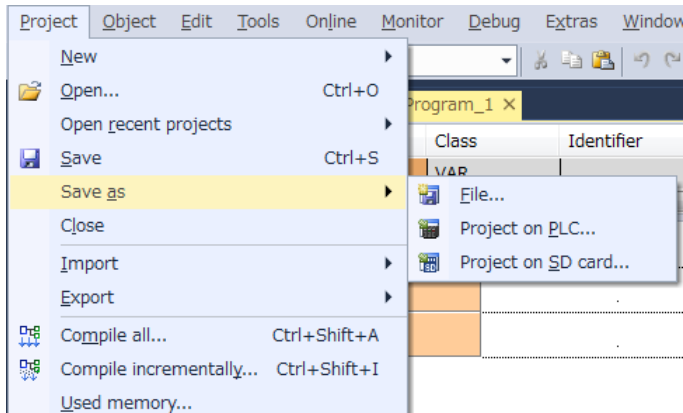 Project Object Edit Tools Online Monitor Debug Extras Window
New
Open... Ctrl+O
Program_1 ×
Open recent projects
Class Identifier
Save Ctrl+S
VAR
Save as
File...
Close
Project on PLC...
Import
Project on SD card...
Export
Compile all... Ctrl+Shift+A
Compile incrementally... Ctrl+Shift+I
Used memory...